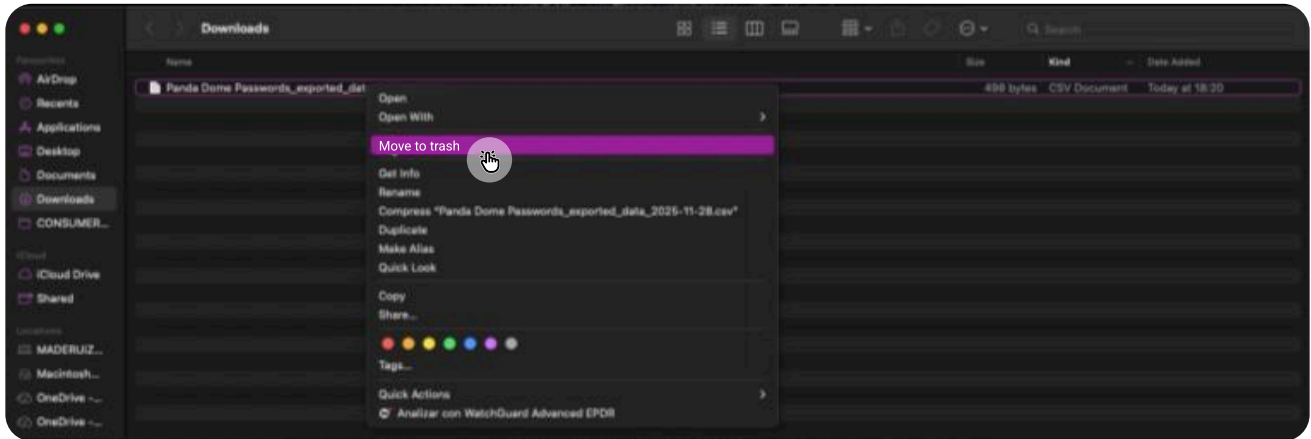 Downloads
Search
Name
Size
Kind
Date Added
Favourites
AirDrop
Recents
Applications
Desktop
Documents
Downloads
CONSUMER...
iCloud
iCloud Drive
Shared
Locations
MADERUIZ...
Macintosh...
OneDrive -...
OneDrive -...
Panda Dome Passwords_exported_dat
498 bytes
CSV Document
Today at 18:20
Open
Open With
Move to trash
Get Info
Rename
Compress "Panda Dome Passwords_exported_data_2025-11-28.csv"
Duplicate
Make Alias
Quick Look
Copy
Share...
Tags...
Quick Actions
Analizar con WatchGuard Advanced EPDR